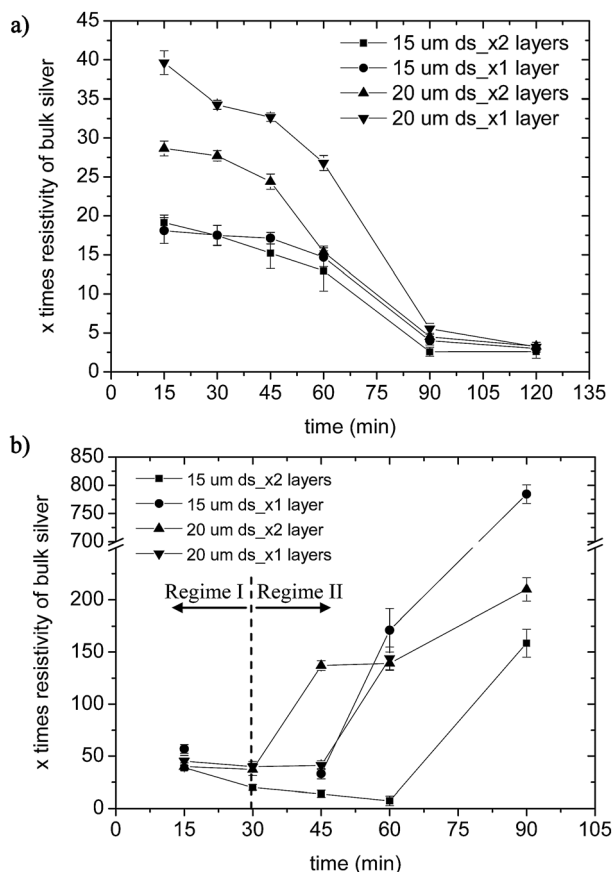 a)
x times resistivity of bulk silver
45
40
35
30
25
20
15
10
5
0
15 um ds_x2 layers
15 um ds_x1 layer
20 um ds_x2 layers
20 um ds_x1 layer
0 15 30 45 60 75 90 105 120 135
time (min)
b)
x times resistivity of bulk silver
850
800
750
700
200
150
100
50
0
15 um ds_x2 layers
15 um ds_x1 layer
20 um ds_x2 layer
20 um ds_x1 layers
Regime I Regime II
0 15 30 45 60 75 90 105
time (min)